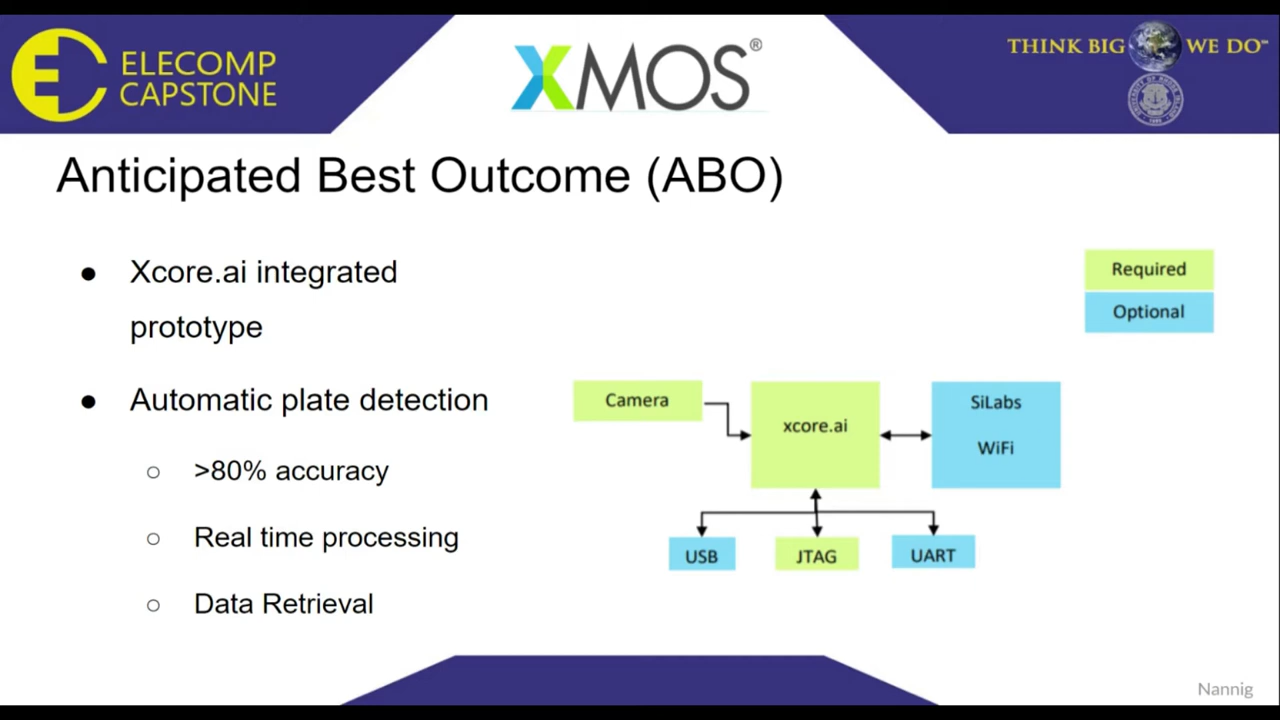 ELECOMP
CAPSTONE
XMOS®
THINK BIG WE DO™
Anticipated Best Outcome (ABO)
● Xcore.ai integrated
prototype
● Automatic plate detection
○ >80% accuracy
○ Real time processing
○ Data Retrieval
Required
Optional
Camera
xcore.ai
SiLabs
WiFi
USB
JTAG
UART
Nannig